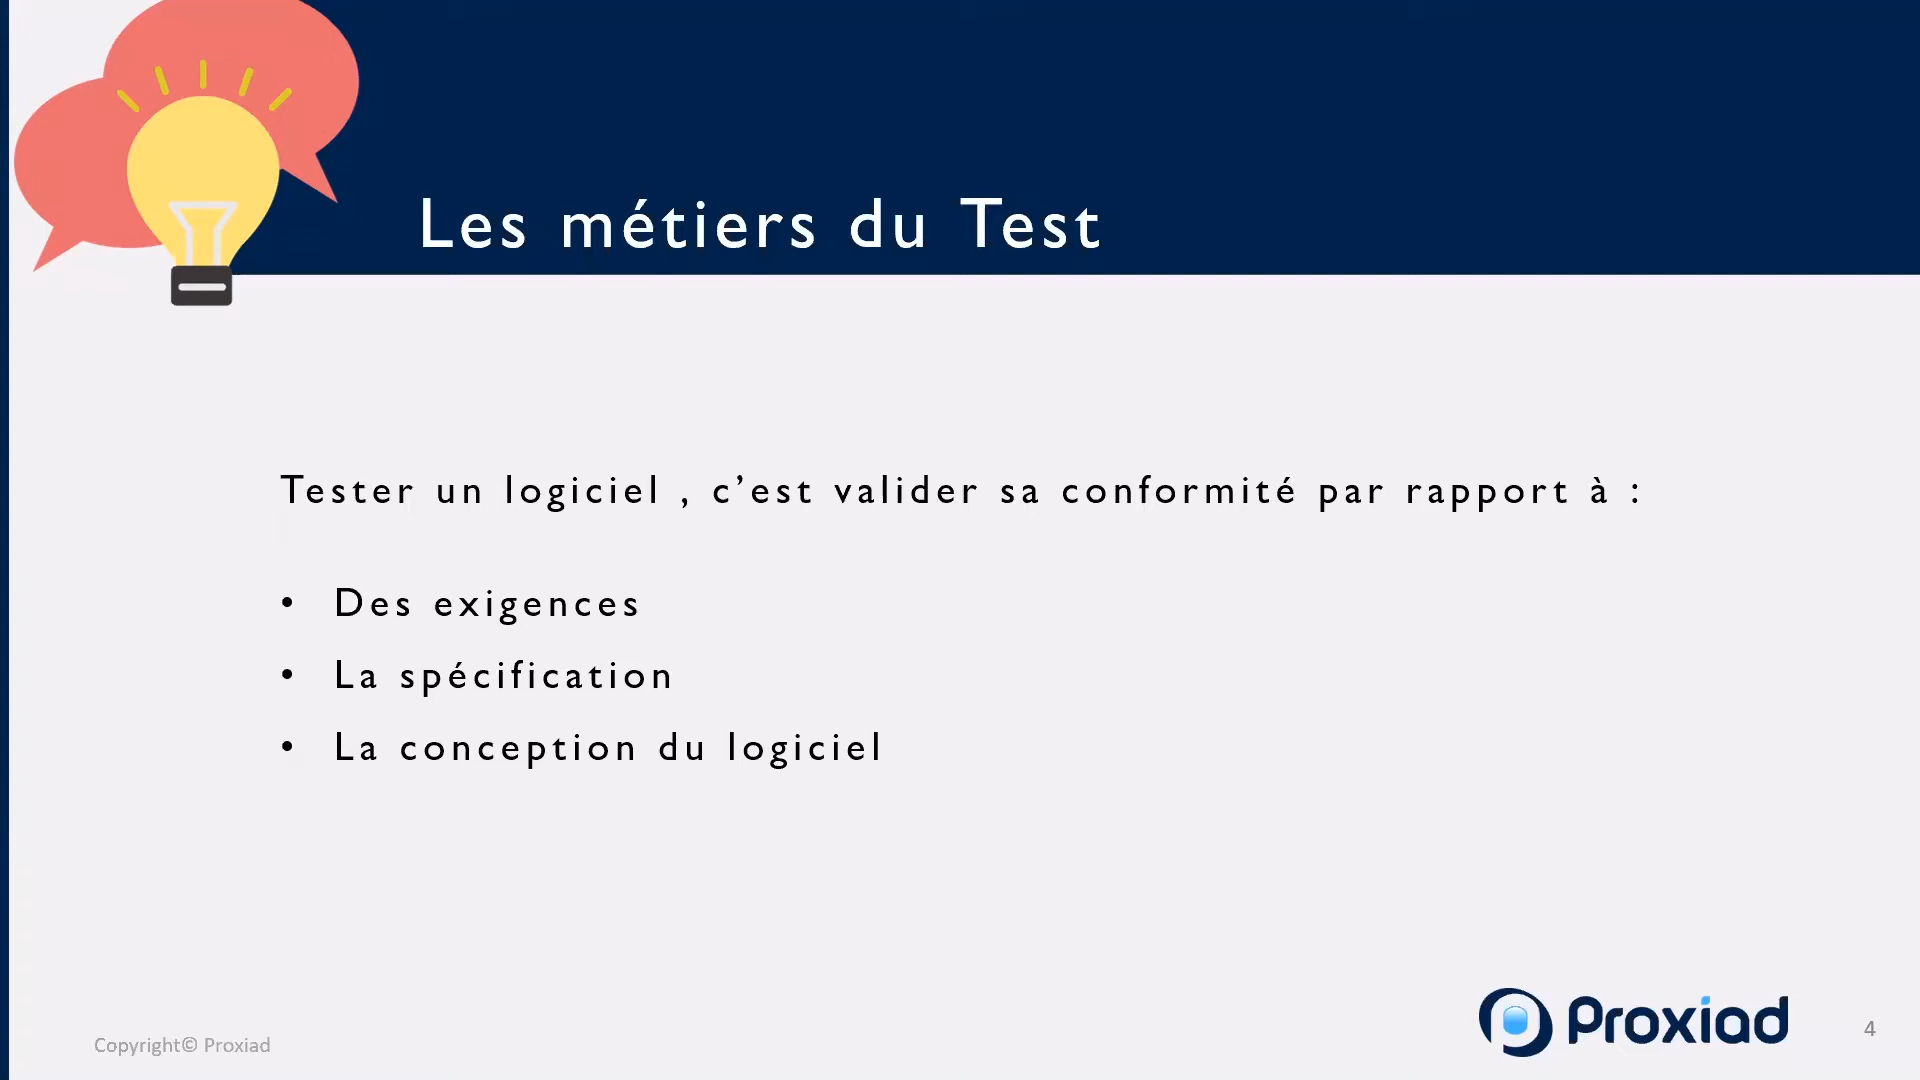 Les métiers du Test
Tester un logiciel , c’est valider sa conformité par rapport à :
• Des exigences
• La spécification
• La conception du logiciel
Copyright© Proxiad
Proxiad
4